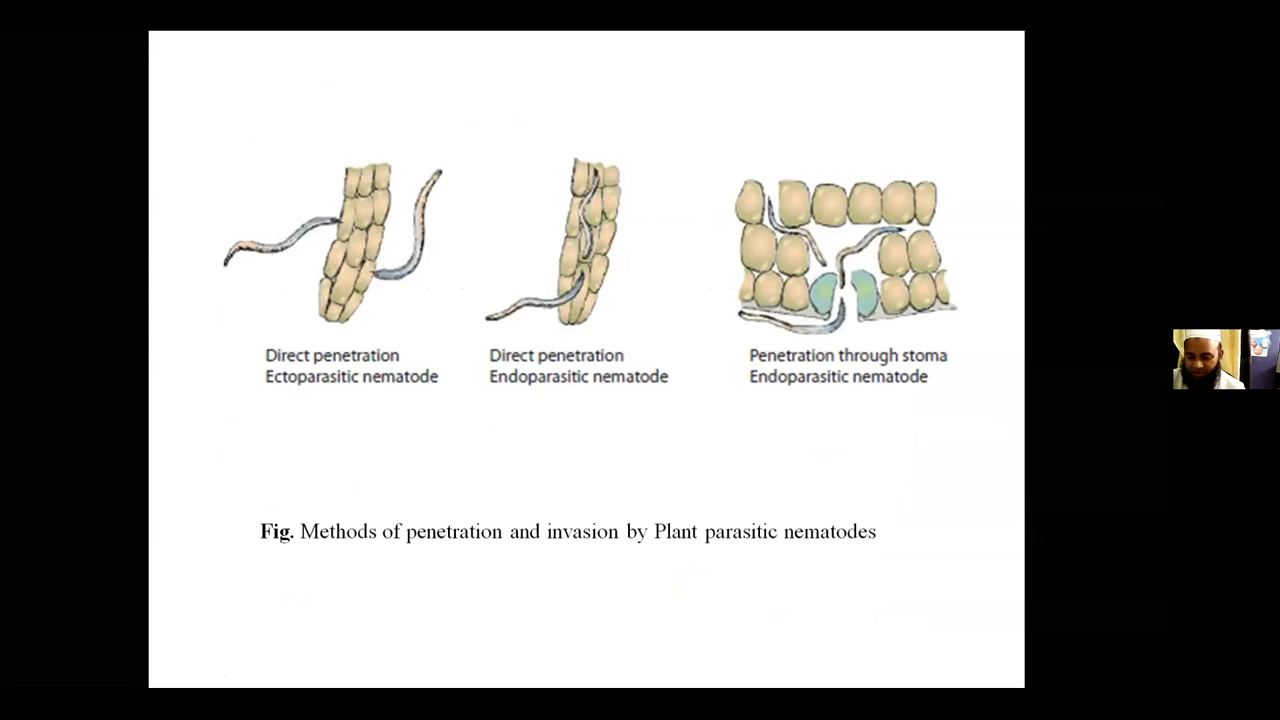 Direct penetration
Ectoparasitic nematode
Direct penetration
Endoparasitic nematode
Penetration through stoma
Endoparasitic nematode
Fig. Methods of penetration and invasion by Plant parasitic nematodes